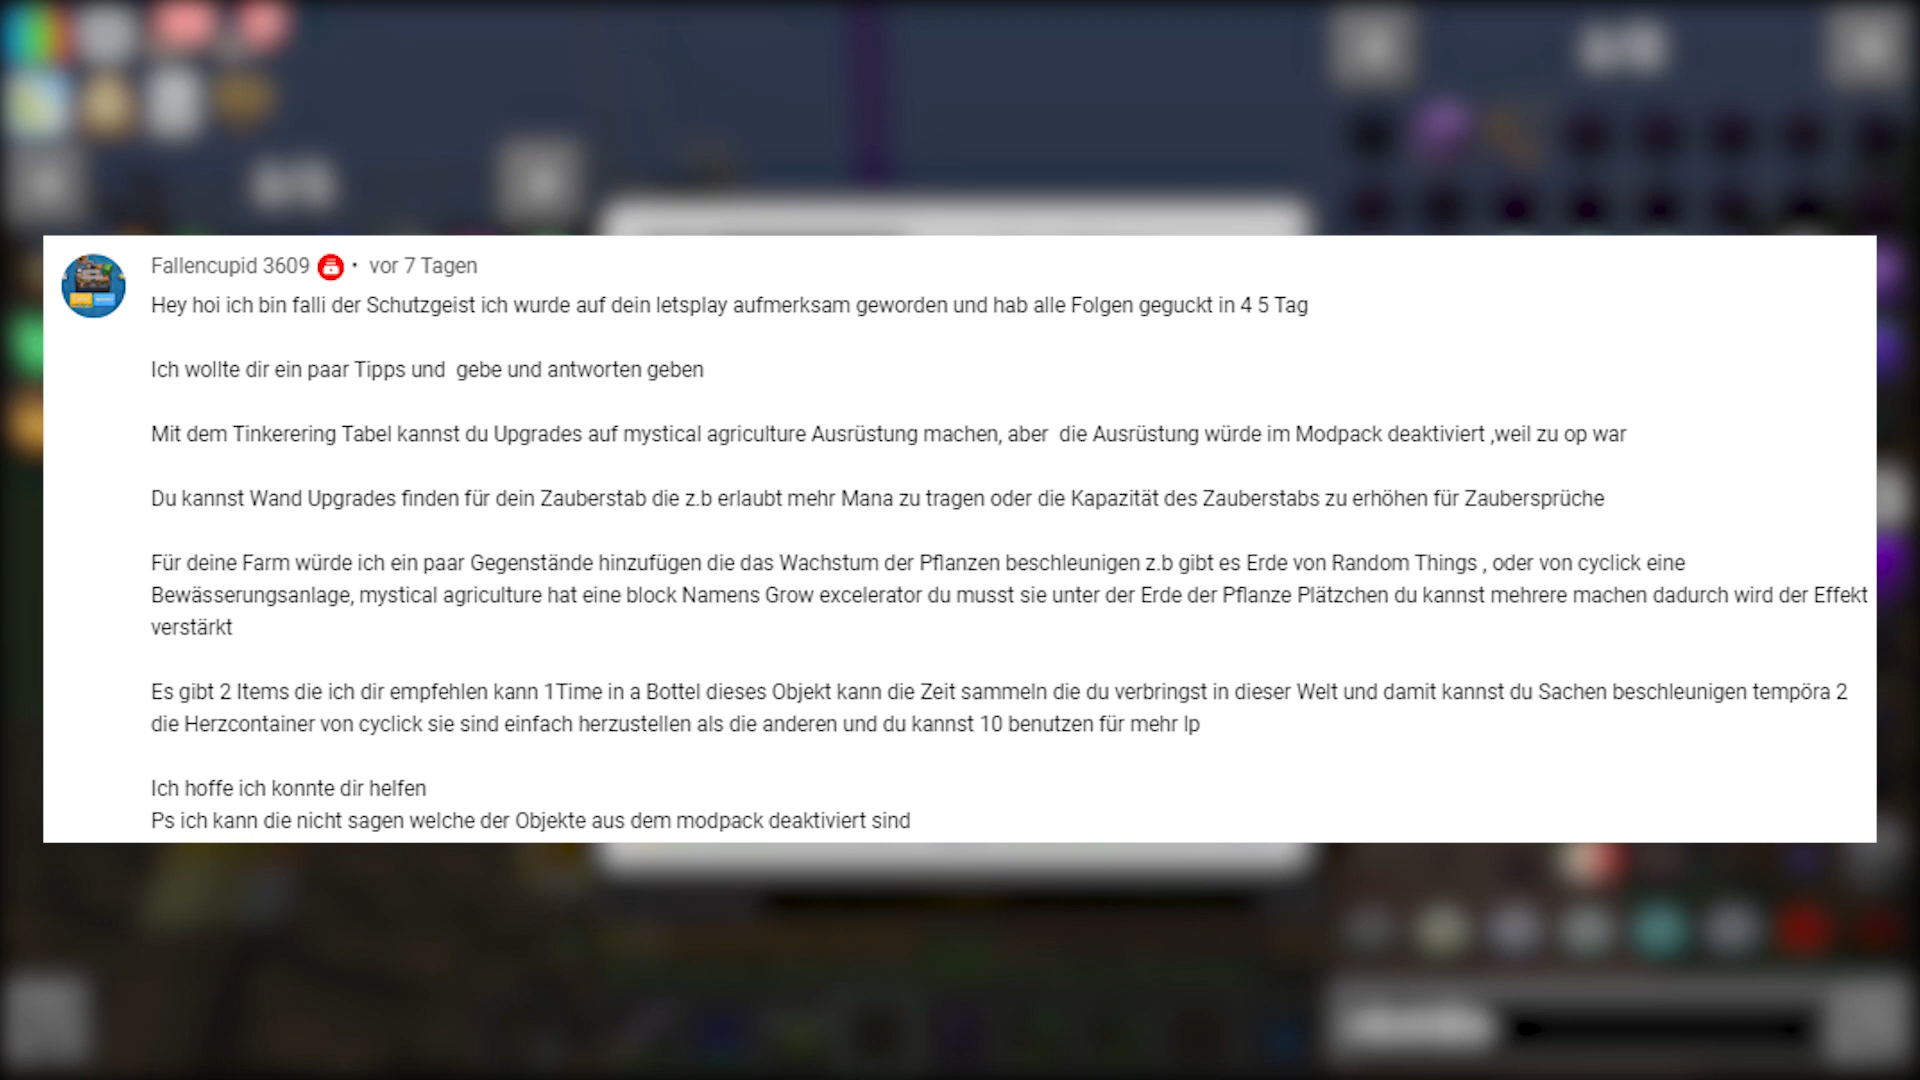 Fallencupid 3609 · vor 7 Tagen
Hey hoi ich bin falli der Schutzgeist ich wurde auf dein letsplay aufmerksam geworden und hab alle Folgen geguckt in 4 5 Tag
Ich wollte dir ein paar Tipps und  gebe und antworten geben
Mit dem Tinkerering Tabel kannst du Upgrades auf mystical agriculture Ausrüstung machen, aber  die Ausrüstung würde im Modpack deaktiviert ,weil zu op war
Du kannst Wand Upgrades finden für dein Zauberstab die z.b erlaubt mehr Mana zu tragen oder die Kapazität des Zauberstabs zu erhöhen für Zaubersprüche
Für deine Farm würde ich ein paar Gegenstände hinzufügen die das Wachstum der Pflanzen beschleunigen z.b gibt es Erde von Random Things , oder von cyclick eine
Bewässerungsanlage, mystical agriculture hat eine block Namens Grow excelerator du musst sie unter der Erde der Pflanze Plätzchen du kannst mehrere machen dadurch wird der Effekt
verstärkt
Es gibt 2 Items die ich dir empfehlen kann 1Time in a Bottel dieses Objekt kann die Zeit sammeln die du verbringst in dieser Welt und damit kannst du Sachen beschleunigen tempöra 2
die Herzcontainer von cyclick sie sind einfach herzustellen als die anderen und du kannst 10 benutzen für mehr lp
Ich hoffe ich konnte dir helfen
Ps ich kann die nicht sagen welche der Objekte aus dem modpack deaktiviert sind